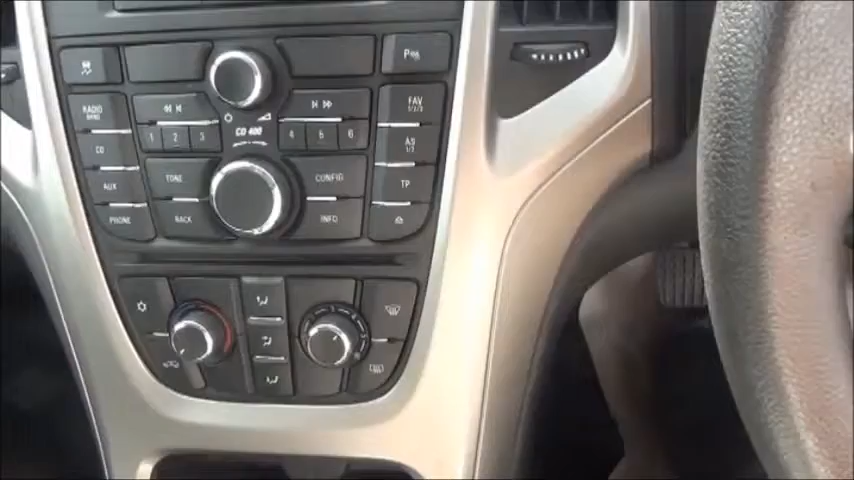 P
RADIO
BAND
CD 400
FAV
1/2/3
1 2 3
4 5 6
CD
AS
1/2
AUX
TONE
CONFIG
TP
PHONE
BACK
INFO